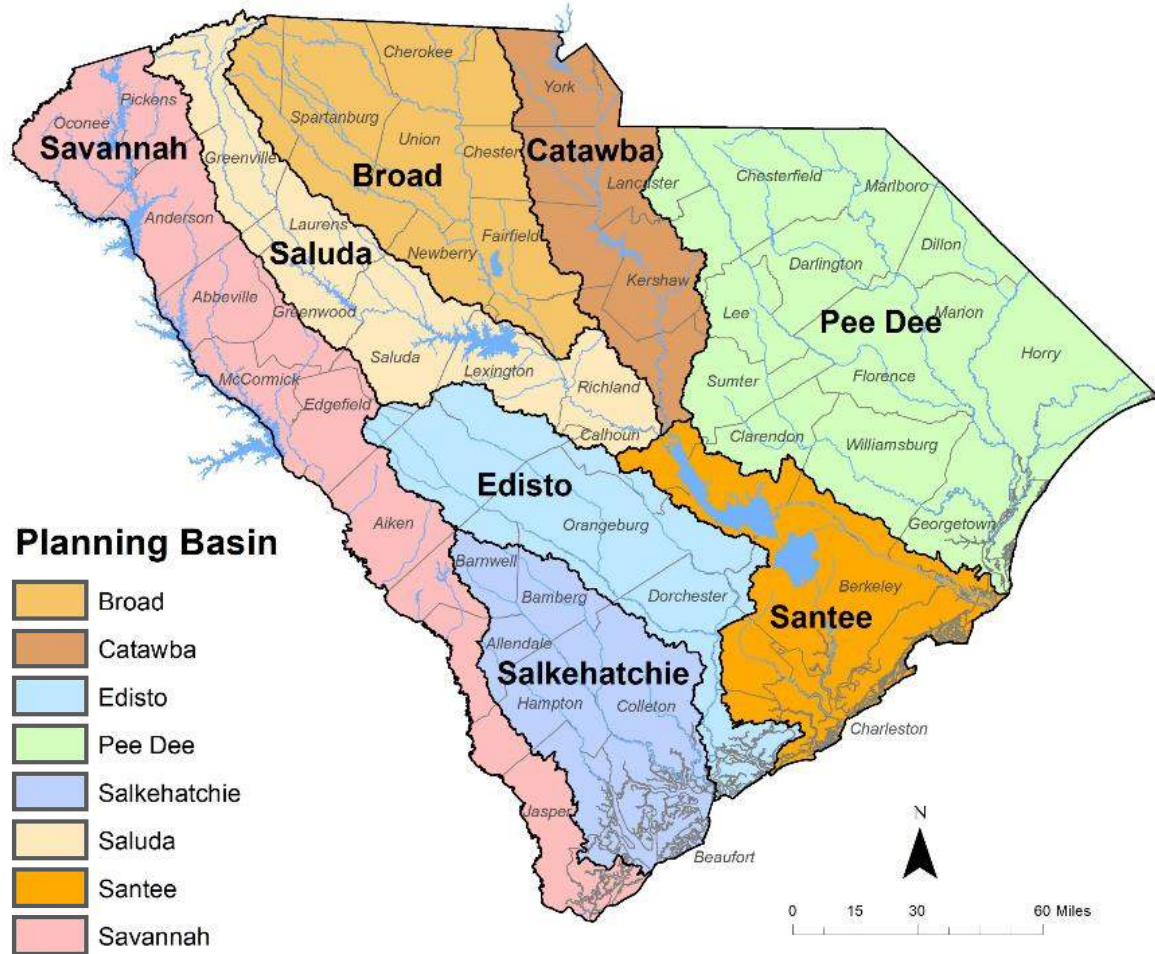 Cherokee
York
Pickens
Oconee
Savannah
Spartanburg
Union
Chester
Catawba
Greenville
Broad
Lancaster
Chesterfield
Marlboro
Anderson
Laurens
Saluda
Newberry
Fairfield
Dillon
Darlington
Kershaw
Abbeville
Greenwood
Lee
Pee Dee
Marion
Saluda
Lexington
Richland
Horry
McCormick
Edgefield
Sumter
Florence
Calhoun
Clarendon
Williamsburg
Edisto
Aiken
Orangeburg
Georgetown
Barnwell
Bamberg
Dorchester
Berkeley
Santee
Allendale
Salkehatchie
Hampton
Colleton
Charleston
Jasper
Beaufort
Planning Basin
Broad
Catawba
Edisto
Pee Dee
Salkehatchie
Saluda
Santee
Savannah
N
0 15 30 60 Miles